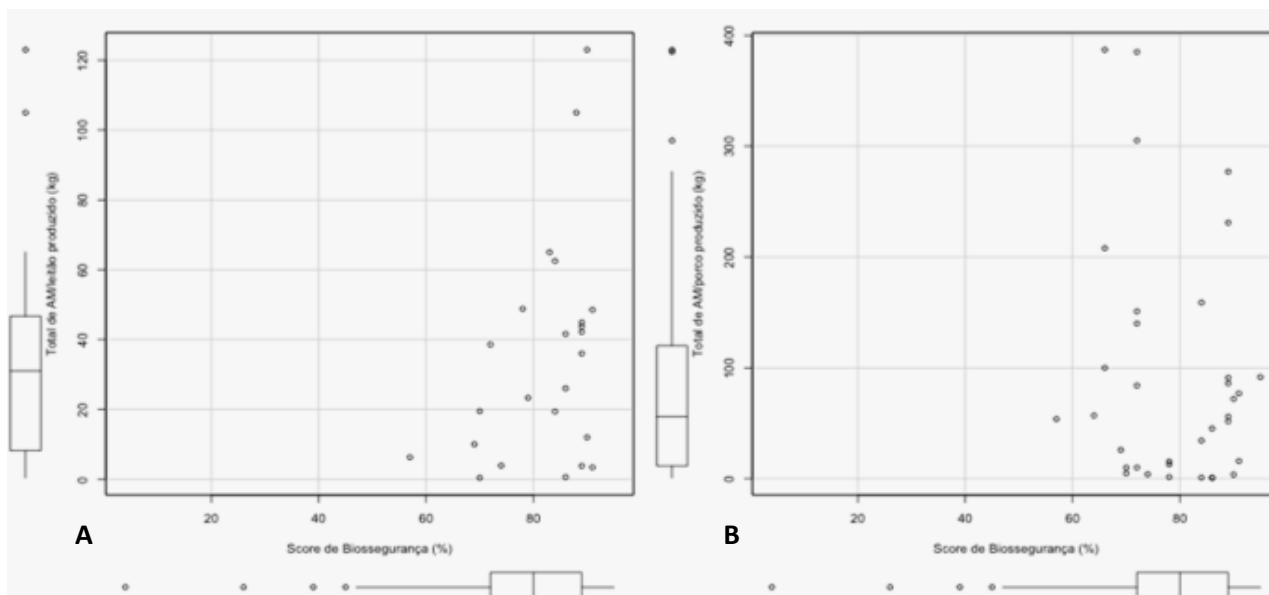 120
100
80
60
40
20
0
Total de AM/leitão produzido (kg)
20 40 60 80
A
Score de Biossegurança (%)
400
300
200
100
0
Total de AM/porco produzido (kg)
20 40 60 80
B
Score de Biossegurança (%)